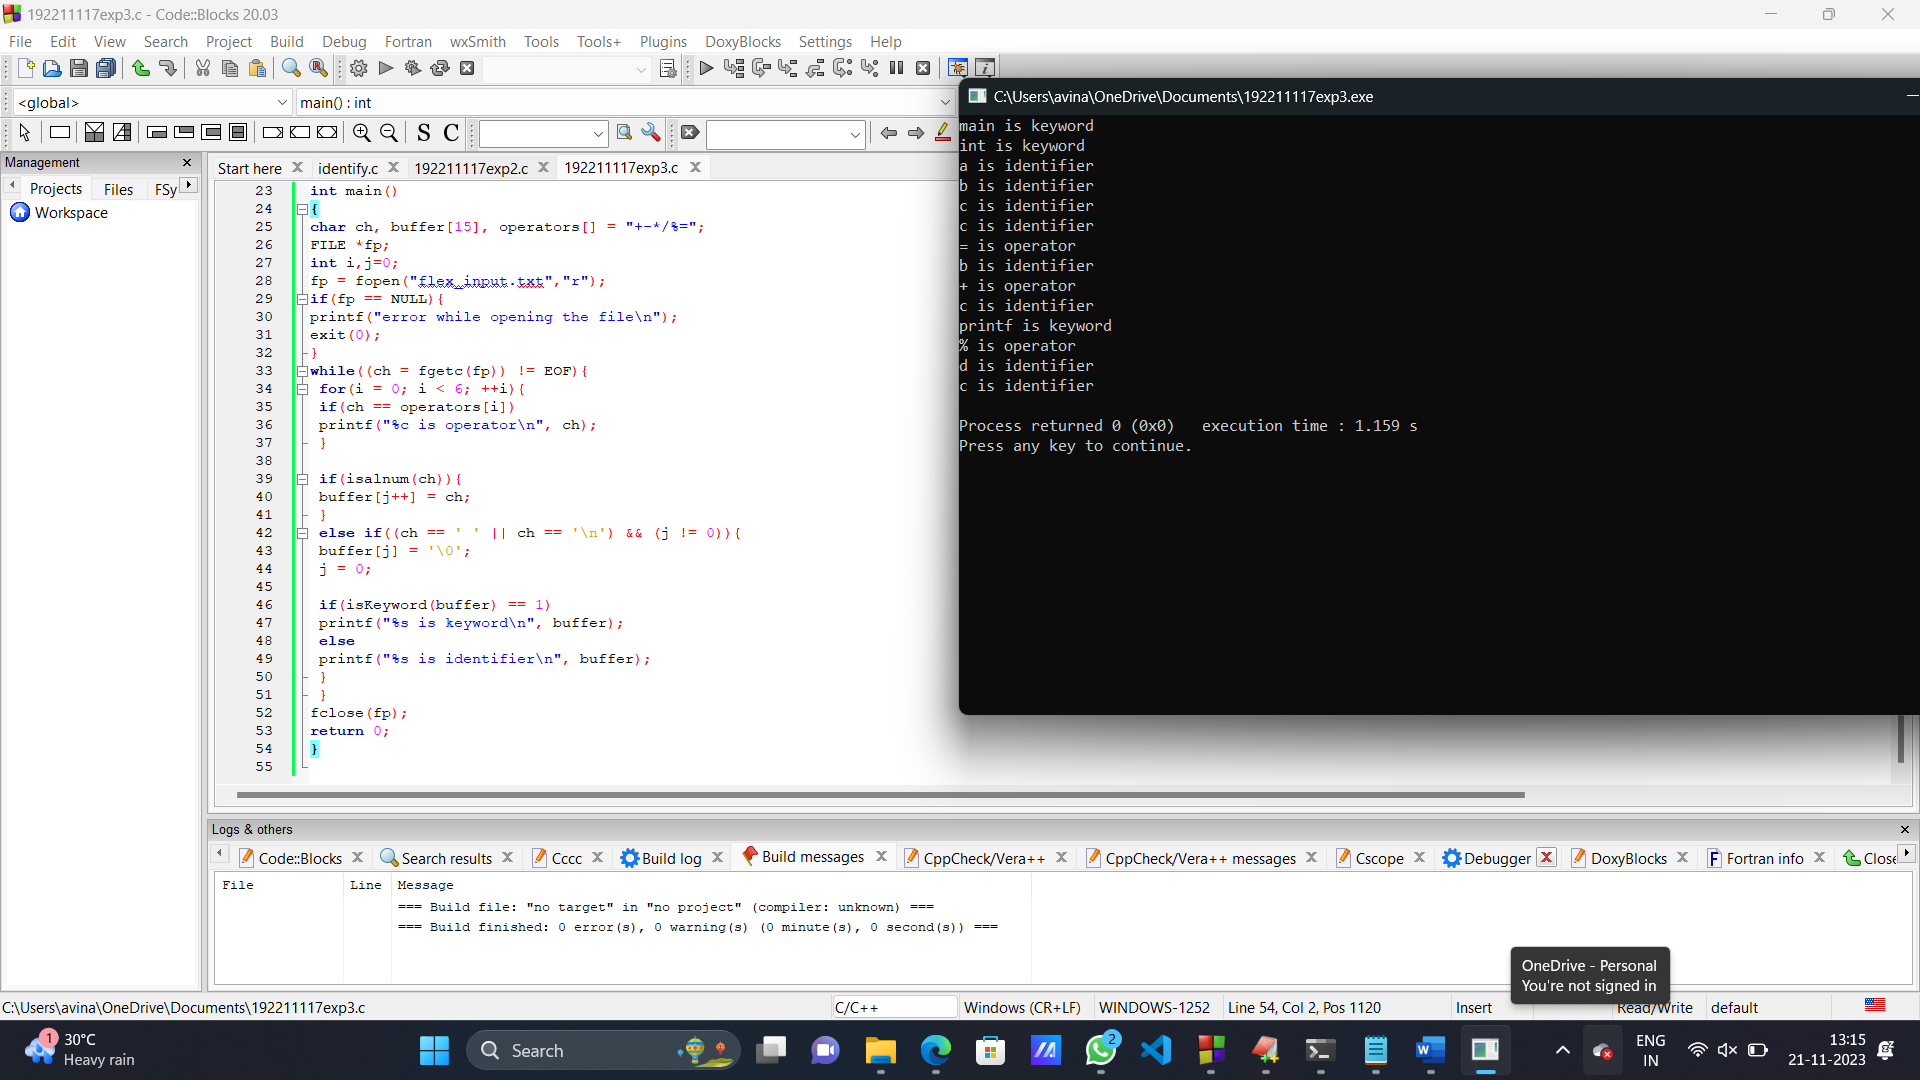 192211117exp3.c - Code::Blocks 20.03
File Edit View Search Project Build Debug Fortran wxSmith Tools Tools+ Plugins DoxyBlocks Settings Help
<global> main() : int
S C
Management
Projects Files FSy
Workspace
Start here identify.c 192211117exp2.c 192211117exp3.c
23 int main()
24 {
25 char ch, buffer[15], operators[] = "+-*/%=";
26 FILE *fp;
27 int i,j=0;
28 fp = fopen("flex_input.txt","r");
29 if(fp == NULL){
30 printf("error while opening the file\n");
31 exit(0);
32 }
33 while((ch = fgetc(fp)) != EOF){
34 for(i = 0; i < 6; ++i){
35 if(ch == operators[i])
36 printf("%c is operator\n", ch);
37 }
38
39 if(isalnum(ch)){
40 buffer[j++] = ch;
41 }
42 else if((ch == ' ' || ch == '\n') && (j != 0)){
43 buffer[j] = '\0';
44 j = 0;
45
46 if(isKeyword(buffer) == 1)
47 printf("%s is keyword\n", buffer);
48 else
49 printf("%s is identifier\n", buffer);
50 }
51 }
52 fclose(fp);
53 return 0;
54 }
55
C:\Users\avina\OneDrive\Documents\192211117exp3.exe
main is keyword
int is keyword
a is identifier
b is identifier
c is identifier
c is identifier
= is operator
b is identifier
+ is operator
c is identifier
printf is keyword
% is operator
d is identifier
c is identifier
Process returned 0 (0x0) execution time : 1.159 s
Press any key to continue.
Logs & others
Code::Blocks Search results Cccc Build log Build messages CppCheck/Vera++ CppCheck/Vera++ messages Cscope Debugger DoxyBlocks Fortran info Close
File Line Message
=== Build file: "no target" in "no project" (compiler: unknown) ===
=== Build finished: 0 error(s), 0 warning(s) (0 minute(s), 0 second(s)) ===
OneDrive - Personal
You're not signed in
C:\Users\avina\OneDrive\Documents\192211117exp3.c C/C++ Windows (CR+LF) WINDOWS-1252 Line 54, Col 2, Pos 1120 Insert Read/Write default
1
30°C
Heavy rain
Search
2
ENG
IN
13:15
21-11-2023